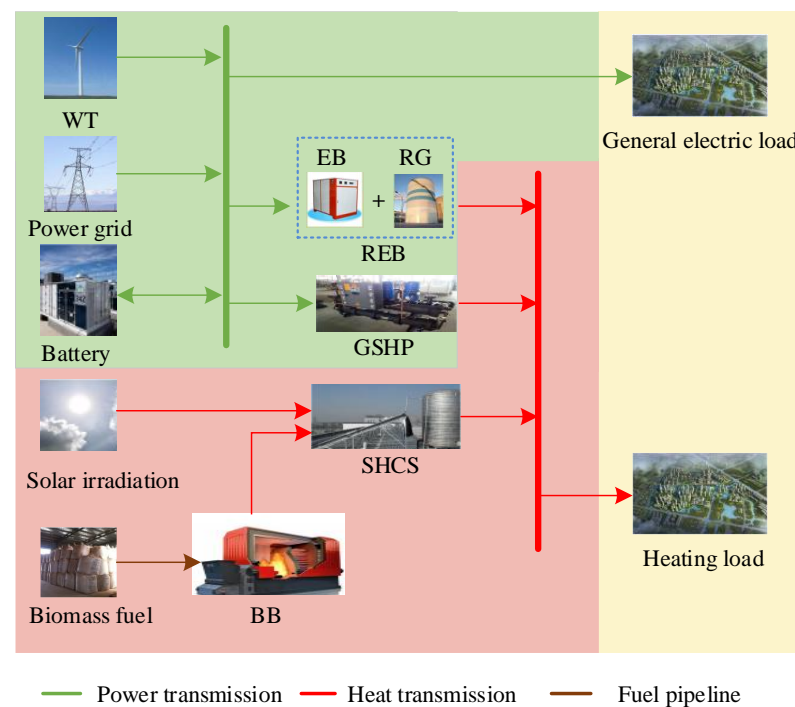 WT
General electric load
EB
RG
+
Power grid
REB
Battery
GSHP
Solar irradiation
SHCS
Heating load
Biomass fuel
BB
Power transmission
Heat transmission
Fuel pipeline